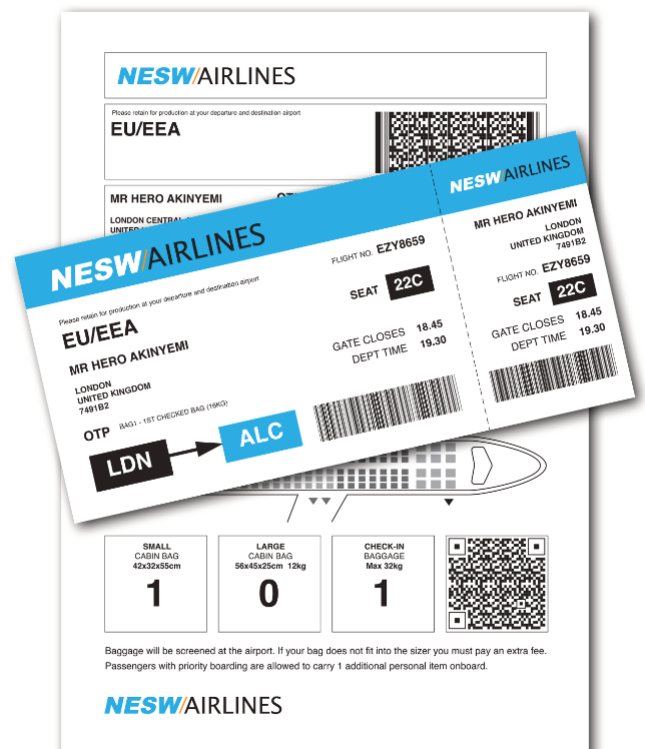 NESW/AIRLINES
Please retain for production at your departure and destination airport
EU/EEA
MR HERO AKINYEMI
LONDON CENTRAL
NESW/AIRLINES
Please retain for production at your departure and destination airport
EU/EEA
MR HERO AKINYEMI
LONDON
UNITED KINGDOM
7491B2
OTP BAG1 - 1ST CHECKED BAG (16KG)
LDN ALC
FLIGHT NO. EZY8659
SEAT 22C
GATE CLOSES 18.45
DEPT TIME 19.30
NESW/AIRLINES
MR HERO AKINYEMI
LONDON
UNITED KINGDOM
7491B2
FLIGHT NO. EZY8659
SEAT 22C
GATE CLOSES 18.45
DEPT TIME 19.30
SMALL
CABIN BAG
42x32x55cm
1
LARGE
CABIN BAG
56x45x25cm 12kg
0
CHECK-IN
BAGGAGE
Max 32kg
1
Baggage will be screened at the airport. If your bag does not fit into the sizer you must pay an extra fee.
Passengers with priority boarding are allowed to carry 1 additional personal item onboard.
NESW/AIRLINES